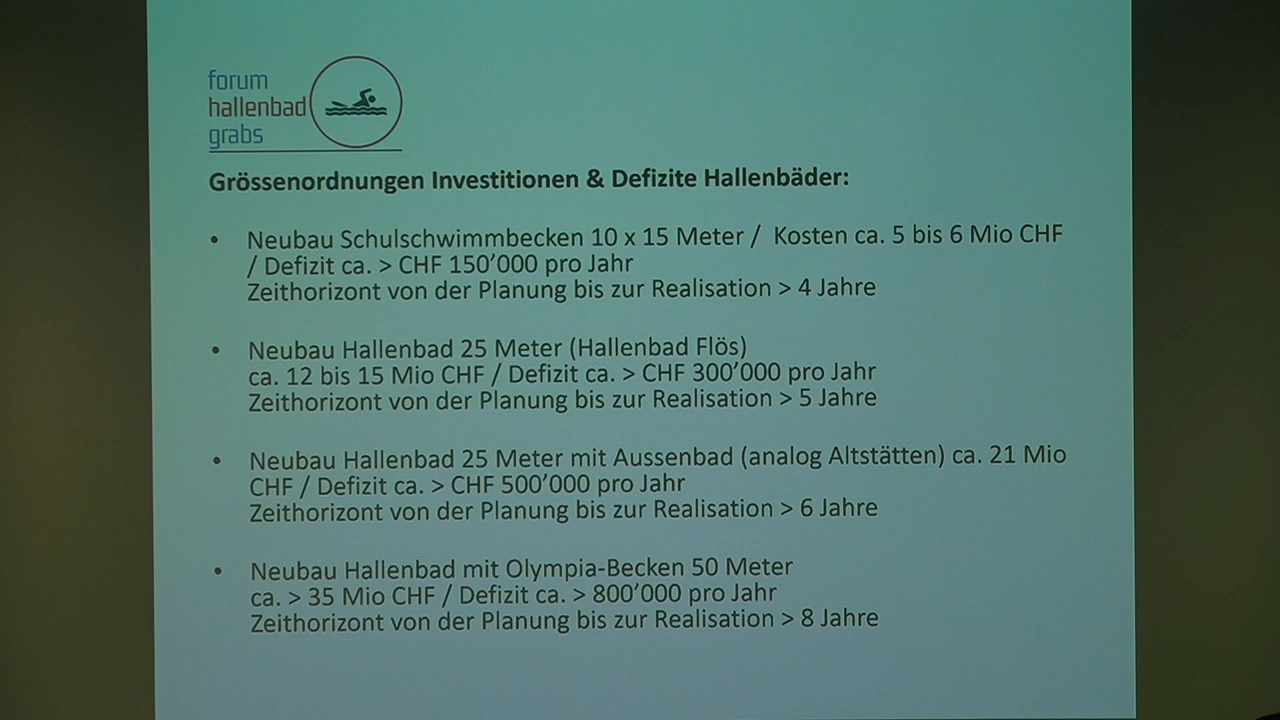 forum
hallenbad
grabs
Grössenordnungen Investitionen & Defizite Hallenbäder:
• Neubau Schulschwimmbecken 10 x 15 Meter / Kosten ca. 5 bis 6 Mio CHF
/ Defizit ca. > CHF 150’000 pro Jahr
Zeithorizont von der Planung bis zur Realisation > 4 Jahre
• Neubau Hallenbad 25 Meter (Hallenbad Flös)
ca. 12 bis 15 Mio CHF / Defizit ca. > CHF 300’000 pro Jahr
Zeithorizont von der Planung bis zur Realisation > 5 Jahre
• Neubau Hallenbad 25 Meter mit Aussenbad (analog Altstätten) ca. 21 Mio
CHF / Defizit ca. > CHF 500’000 pro Jahr
Zeithorizont von der Planung bis zur Realisation > 6 Jahre
• Neubau Hallenbad mit Olympia-Becken 50 Meter
ca. > 35 Mio CHF / Defizit ca. > 800’000 pro Jahr
Zeithorizont von der Planung bis zur Realisation > 8 Jahre